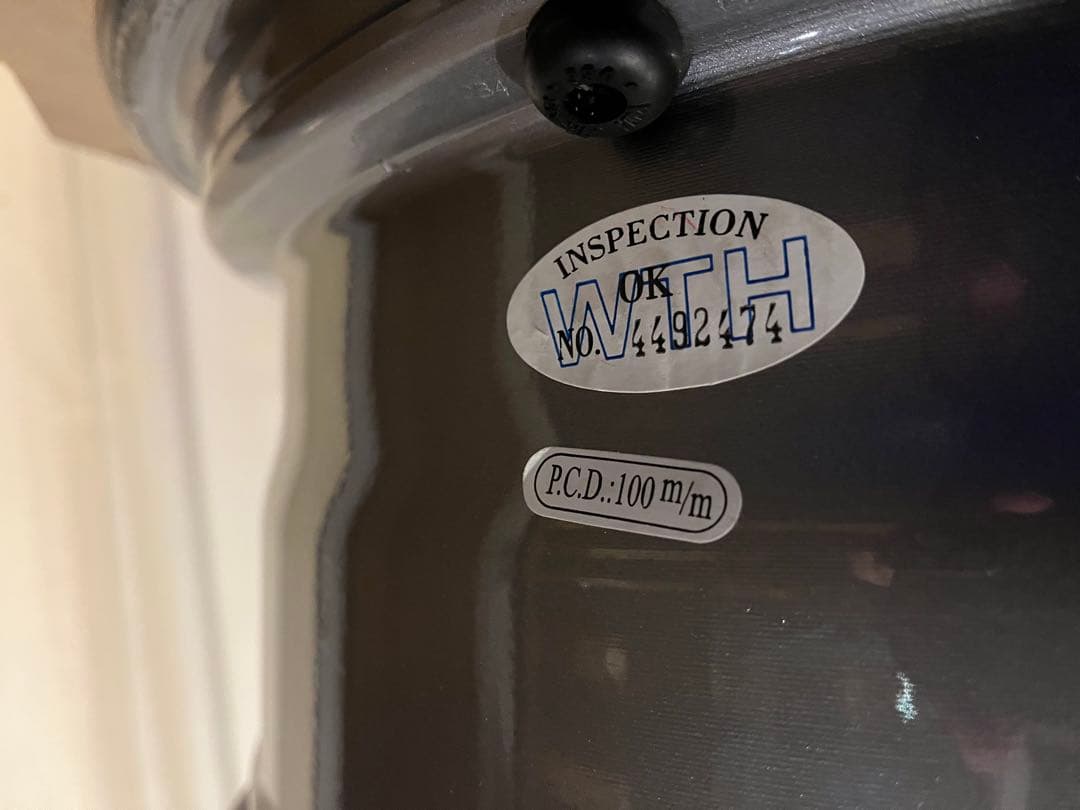 INSPECTION
OK
WTH
NO. 4492474
P.C.D.:100 m/m